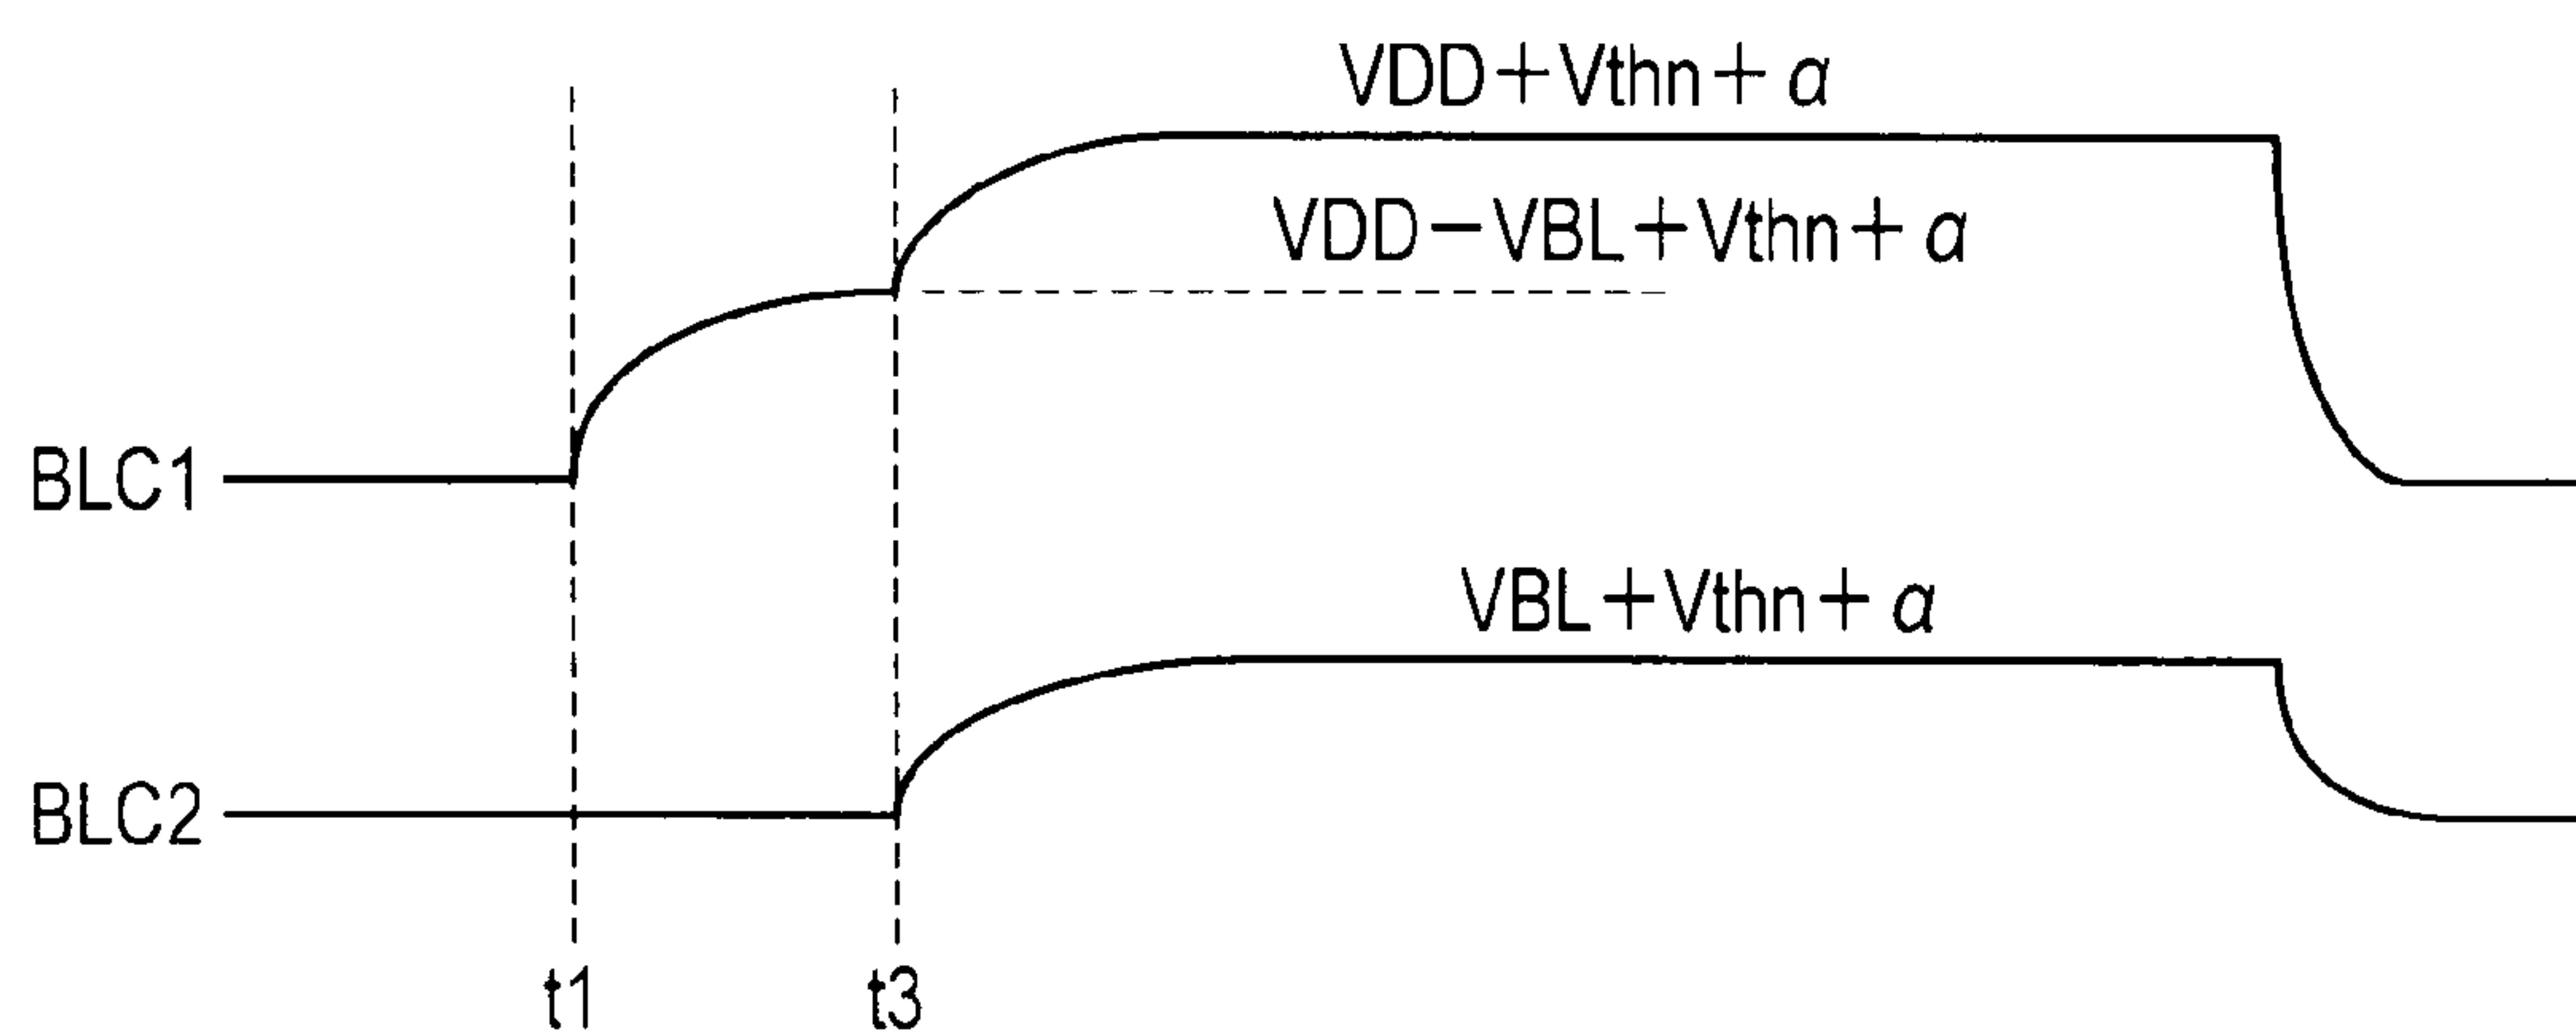 VDD+Vthn+α
VDD−VBL+Vthn+α
BLC1
VBL+Vthn+α
BLC2
t1
t3